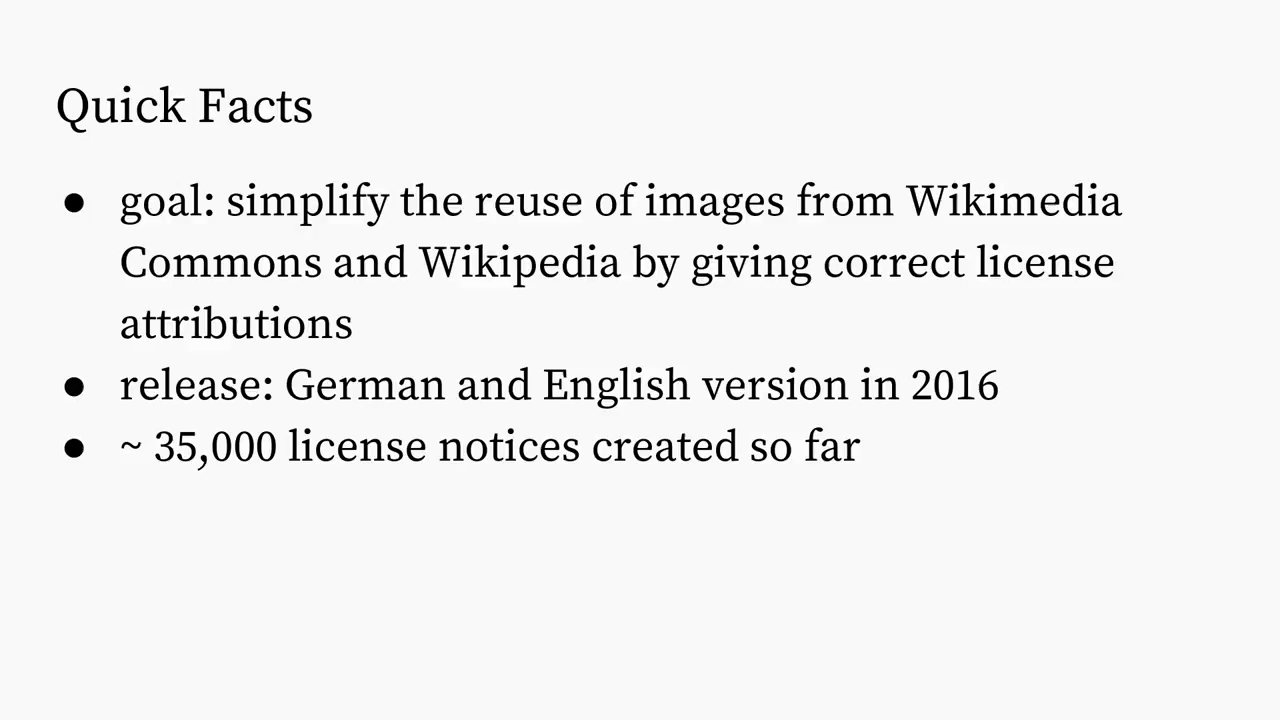 Quick Facts
● goal: simplify the reuse of images from Wikimedia
Commons and Wikipedia by giving correct license
attributions
● release: German and English version in 2016
● ~ 35,000 license notices created so far